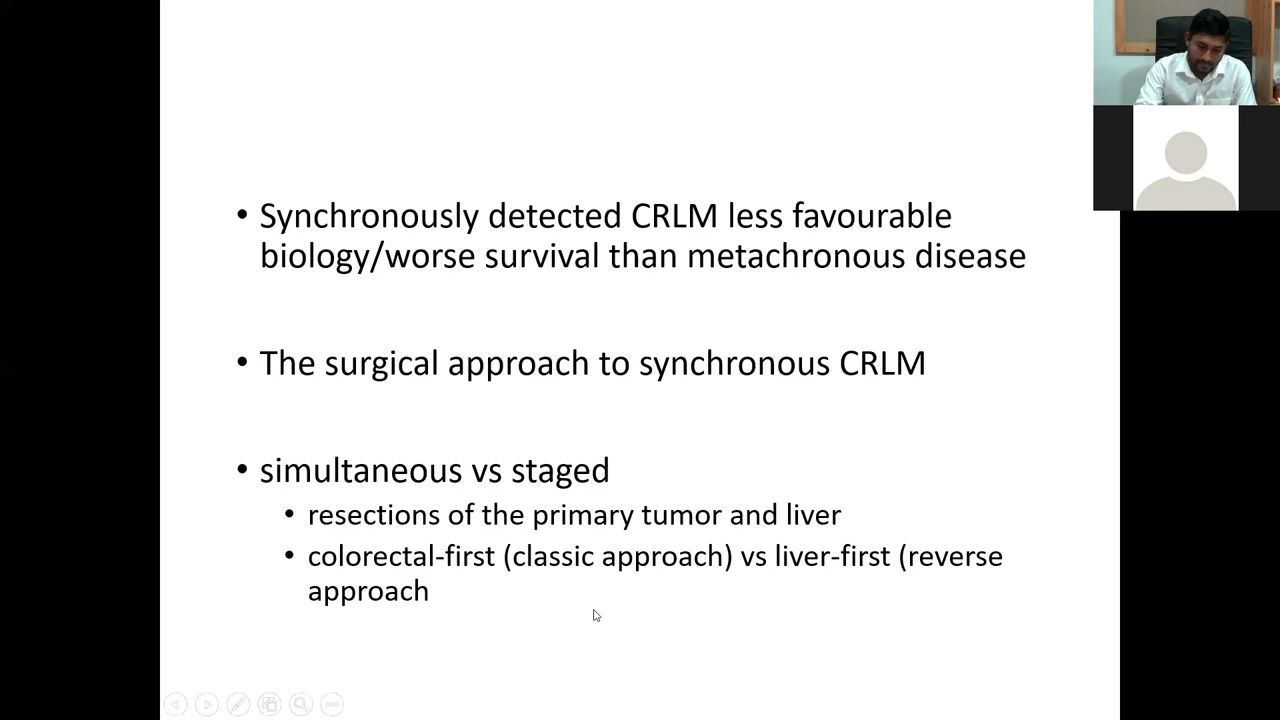 • Synchronously detected CRLM less favourable
biology/worse survival than metachronous disease
• The surgical approach to synchronous CRLM
• simultaneous vs staged
• resections of the primary tumor and liver
• colorectal-first (classic approach) vs liver-first (reverse
approach